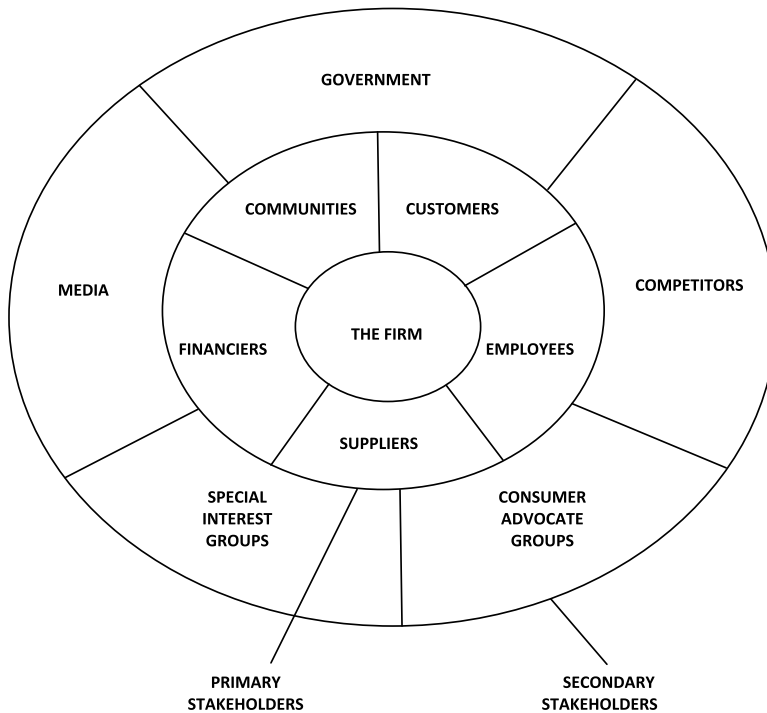 GOVERNMENT
COMMUNITIES
CUSTOMERS
MEDIA
COMPETITORS
THE FIRM
FINANCIERS
EMPLOYEES
SUPPLIERS
SPECIAL
INTEREST
GROUPS
CONSUMER
ADVOCATE
GROUPS
PRIMARY
STAKEHOLDERS
SECONDARY
STAKEHOLDERS